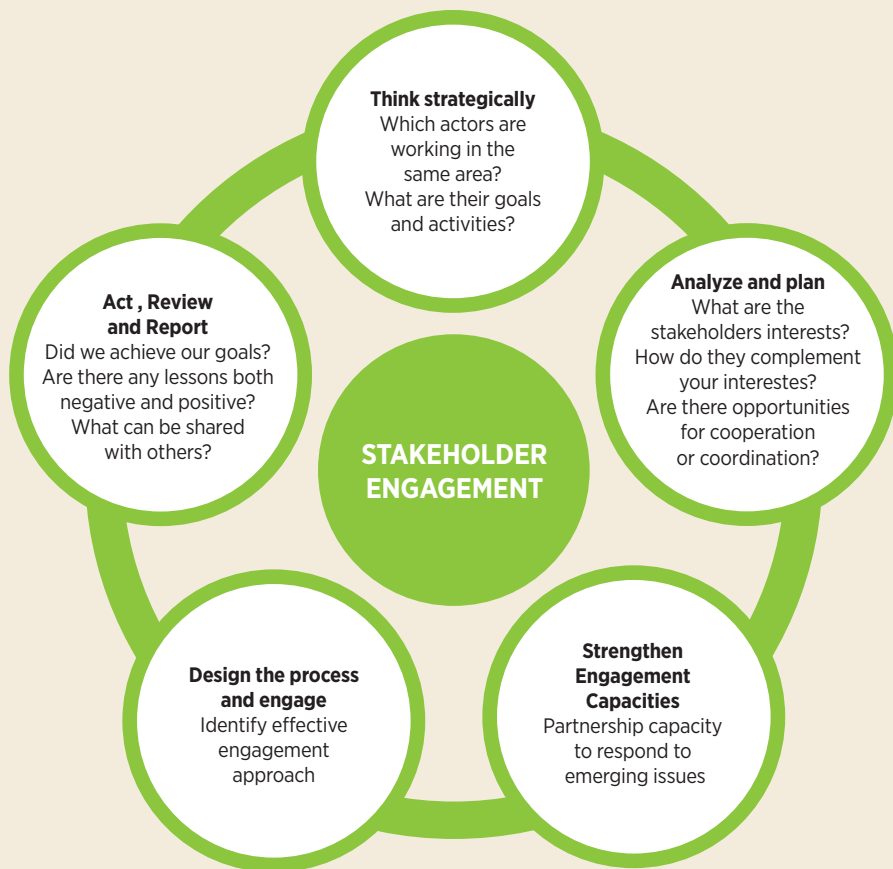 Think strategically
Which actors are
working in the
same area?
What are their goals
and activities?
Analyze and plan
What are the
stakeholders interests?
How do they complement
your interestes?
Are there opportunities
for cooperation
or coordination?
Strengthen
Engagement
Capacities
Partnership capacity
to respond to
emerging issues
Design the process
and engage
Identify effective
engagement
approach
Act , Review
and Report
Did we achieve our goals?
Are there any lessons both
negative and positive?
What can be shared
with others?
STAKEHOLDER
ENGAGEMENT